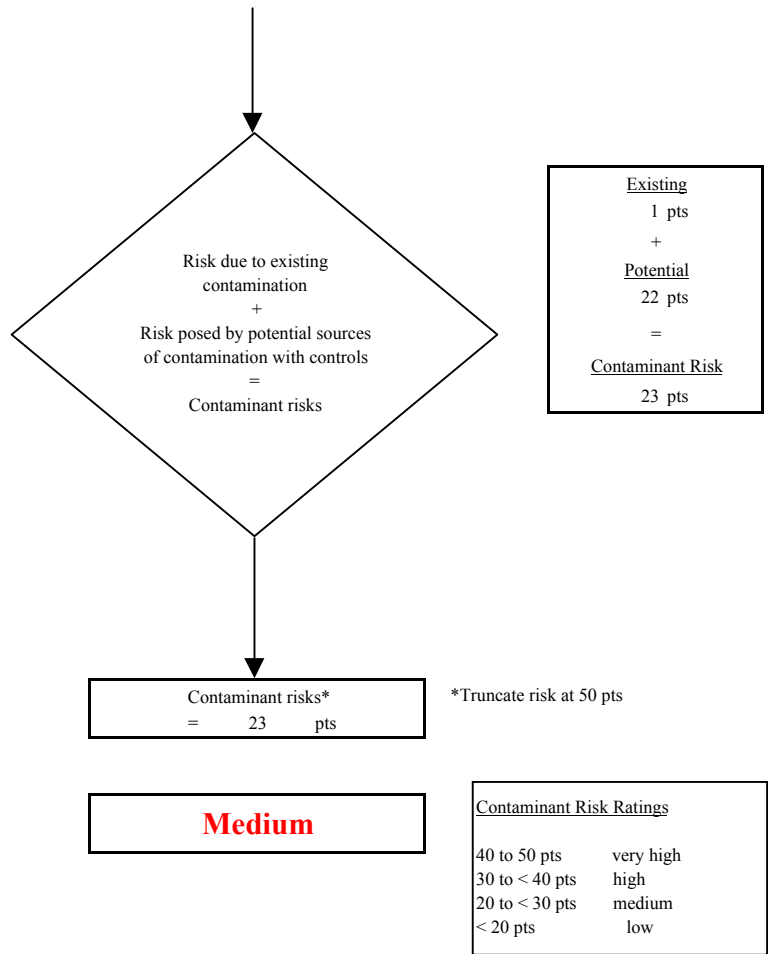 Risk due to existing
contamination
+
Risk posed by potential sources
of contamination with controls
=
Contaminant risks
Existing
1 pts
+
Potential
22 pts
=
Contaminant Risk
23 pts
Contaminant risks*
= 23 pts
*Truncate risk at 50 pts
Medium
Contaminant Risk Ratings
40 to 50 pts very high
30 to < 40 pts high
20 to < 30 pts medium
< 20 pts low